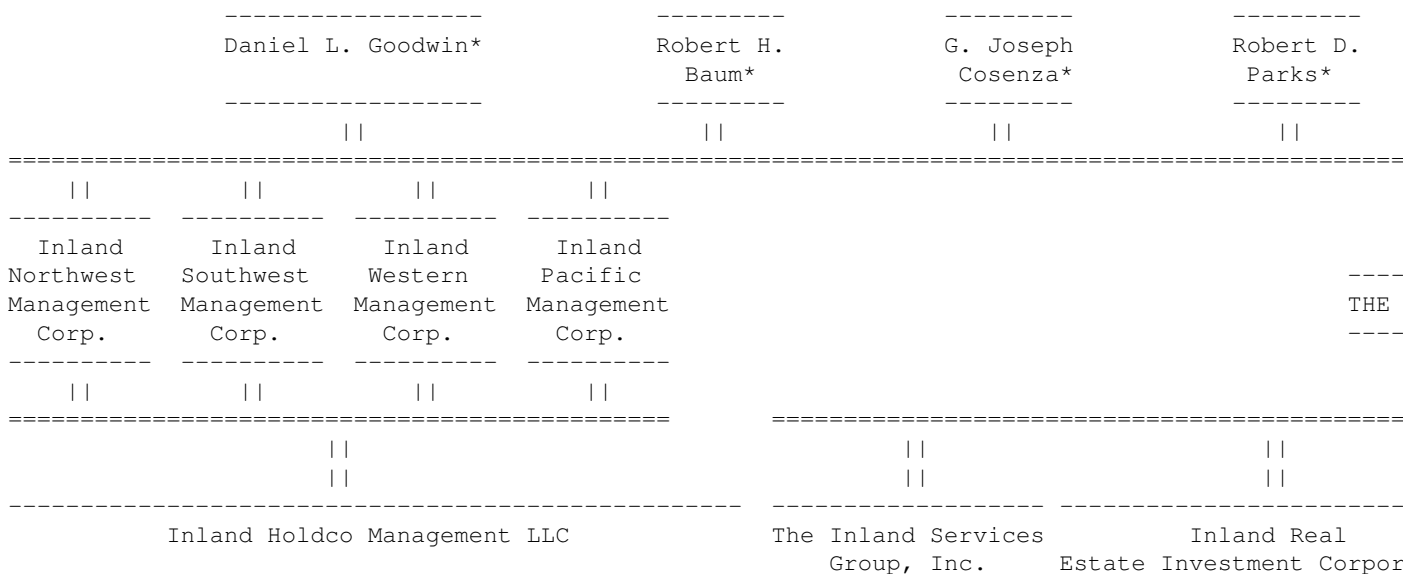 Daniel L. Goodwin* Robert H. G. Joseph Robert D.
Baum* Cosenza* Parks*
Inland Inland Inland Inland
Northwest Southwest Western Pacific
Management Management Management Management THE
Corp. Corp. Corp. Corp.
Inland Holdco Management LLC The Inland Services Inland Real
Group, Inc. Estate Investment Corpor